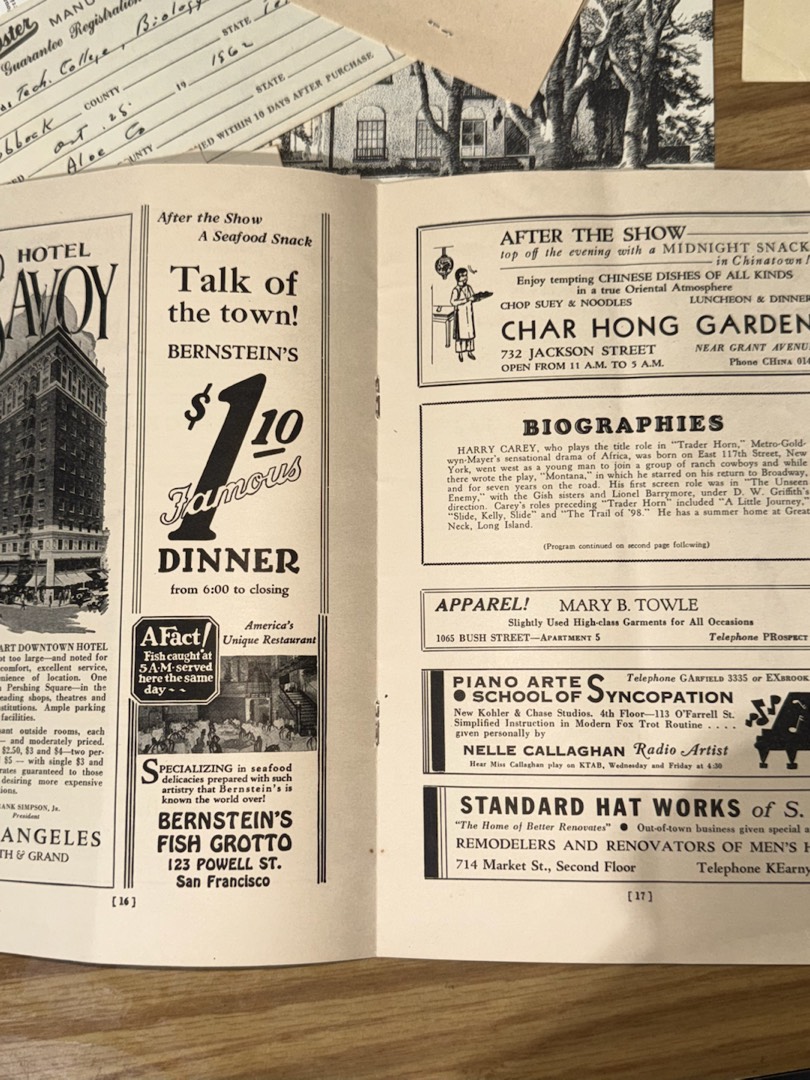 MANU
Guarantee Registration
Tech. College, Biology
STATE
COUNTY
19
1962
STATE
25
Aloe Co
WITHIN 10 DAYS AFTER PURCHASE
HOTEL
SAVOY
DOWNTOWN HOTEL
too large—and noted for
comfort, excellent service,
of location. One
Pershing Square—in the
shops, theatres and
Ample parking
facilities.
outside rooms, each
— and moderately priced.
$2.50, $3 and $4—two per-
$5 — with single $3 and
rates guaranteed to those
desiring more expensive
SIMPSON, Jr.
President
ANGELES
& GRAND
After the Show
A Seafood Snack
Talk of
the town!
BERNSTEIN'S
$1 10
Famous
DINNER
from 6:00 to closing
A Fact!
Fish caught at
5 A·M·served
here the same
day~~
America's
Unique Restaurant
SPECIALIZING in seafood
delicacies prepared with such
artistry that Bernstein's is
known the world over!
BERNSTEIN'S
FISH GROTTO
123 POWELL ST.
San Francisco
[ 16 ]
AFTER THE SHOW
top off the evening with a MIDNIGHT SNACK
in Chinatown!
Enjoy tempting CHINESE DISHES OF ALL KINDS
in a true Oriental Atmosphere
CHOP SUEY & NOODLES LUNCHEON & DINNER
CHAR HONG GARDEN
732 JACKSON STREET NEAR GRANT AVENUE
OPEN FROM 11 A.M. TO 5 A.M. Phone CHina 014
BIOGRAPHIES
HARRY CAREY, who plays the title role in "Trader Horn," Metro-Gold-
wyn-Mayer's sensational drama of Africa, was born on East 117th Street, New
York, went west as a young man to join a group of ranch cowboys and while
there wrote the play, "Montana," in which he starred on his return to Broadway,
and for seven years on the road. His first screen role was in "The Unseen
Enemy," with the Gish sisters and Lionel Barrymore, under D. W. Griffith's
direction. Carey's roles preceding "Trader Horn" included "A Little Journey,"
"Slide, Kelly, Slide" and "The Trail of '98." He has a summer home at Great
Neck, Long Island.
(Program continued on second page following)
APPAREL! MARY B. TOWLE
Slightly Used High-class Garments for All Occasions
1065 BUSH STREET—APARTMENT 5 Telephone PRospect
PIANO ARTE Telephone GARFIELD 3335 or EXBROOK
● SCHOOL OF SYNCOPATION
New Kohler & Chase Studios. 4th Floor—113 O'Farrell St.
Simplified Instruction in Modern Fox Trot Routine . . . .
given personally by
NELLE CALLAGHAN Radio Artist
Hear Miss Callaghan play on KTAB, Wednesday and Friday at 4:30
STANDARD HAT WORKS of S.
"The Home of Better Renovates" ● Out-of-town business given special
REMODELERS AND RENOVATORS OF MEN'S
714 Market St., Second Floor Telephone KEarny
[ 17 ]